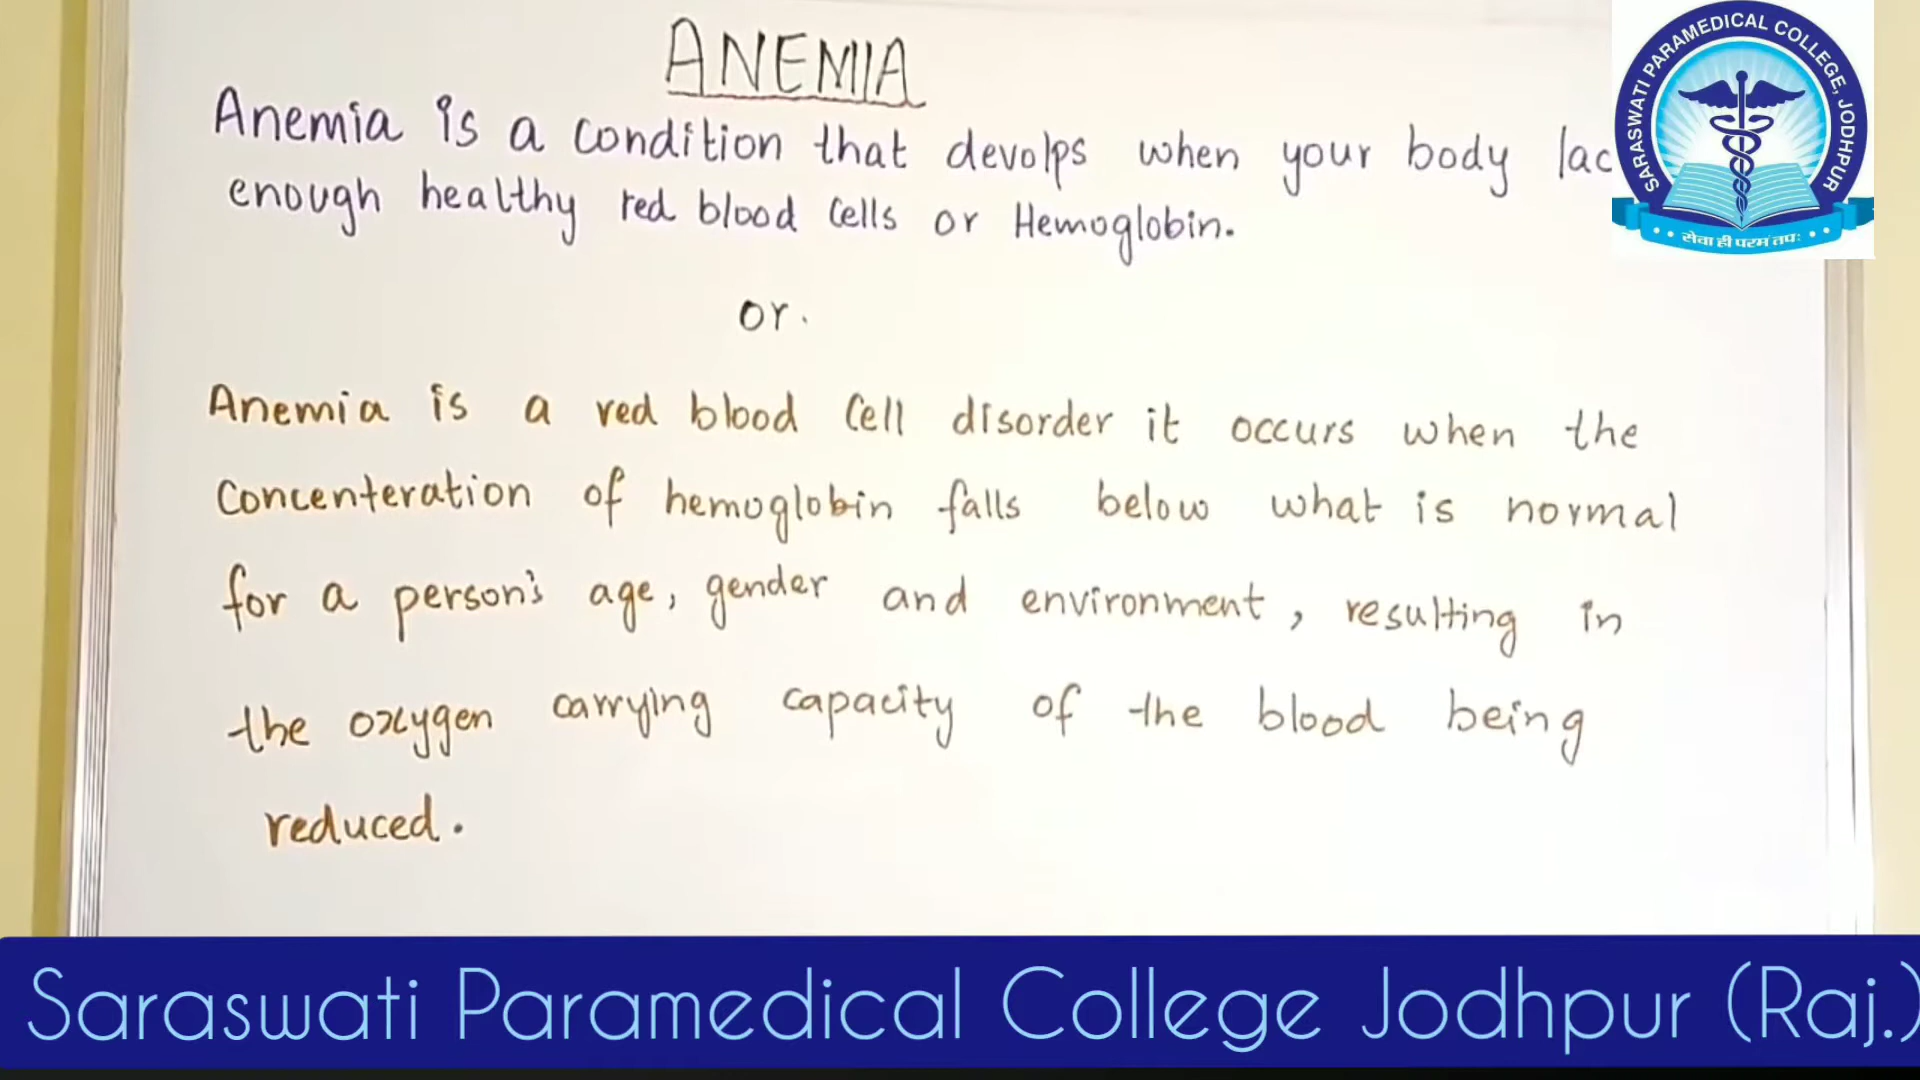 ANEMIA
Anemia is a condition that devolps when your body lac
enough healthy red blood cells or Hemoglobin.
or.
Anemia is a red blood cell disorder it occurs when the
concenteration of hemoglobin falls below what is normal
for a person's age, gender and environment, resulting in
the oxygen carrying capacity of the blood being
reduced.
SARASWATI PARAMEDICAL COLLEGE, JODHPUR
सेवा ही परमं तपः
Saraswati Paramedical College Jodhpur (Raj.)